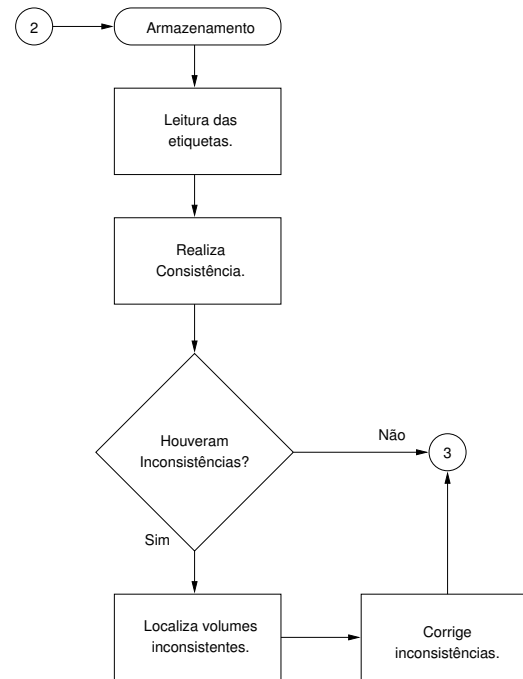 2
Armazenamento
Leitura das
etiquetas.
Realiza
Consistência.
Houveram
Inconsistências?
Não
3
Sim
Localiza volumes
inconsistentes.
Corrige
inconsistências.